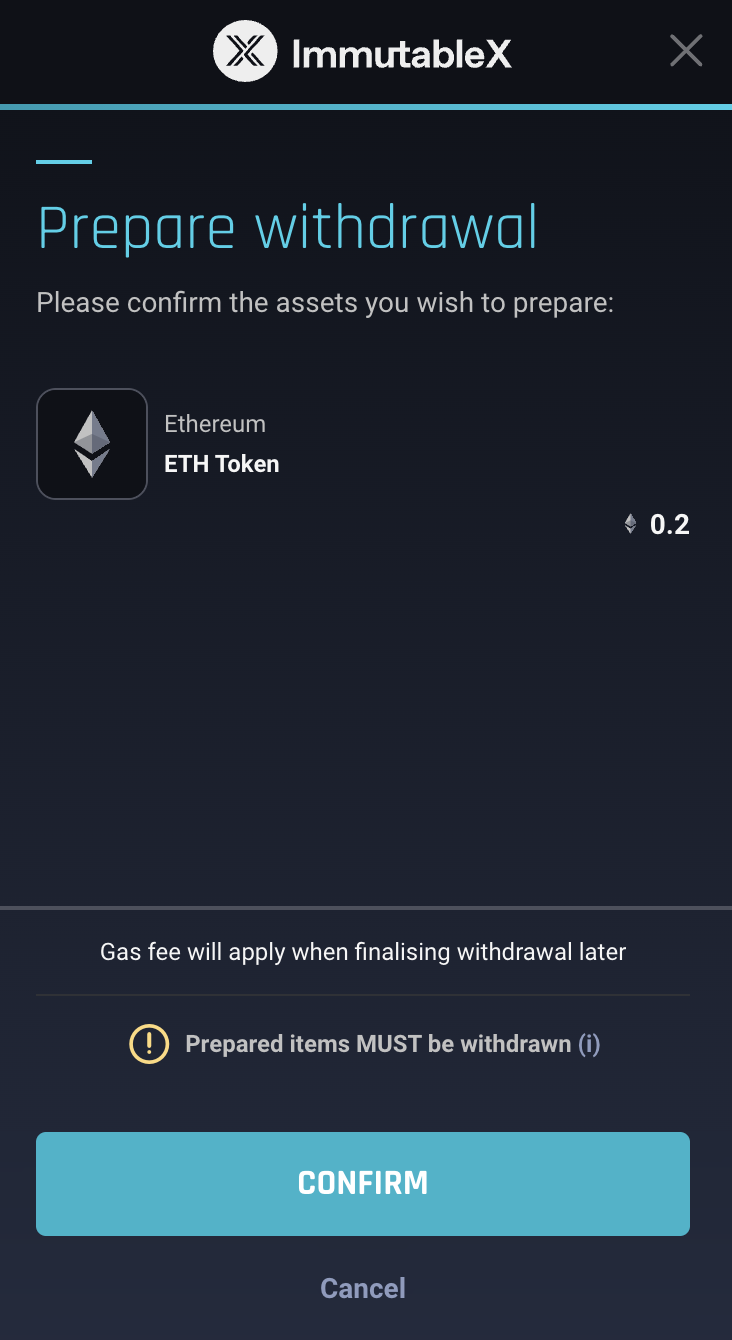 ImmutableX
Prepare withdrawal
Please confirm the assets you wish to prepare:
Ethereum
ETH Token
0.2
Gas fee will apply when finalising withdrawal later
Prepared items MUST be withdrawn (i)
CONFIRM
Cancel